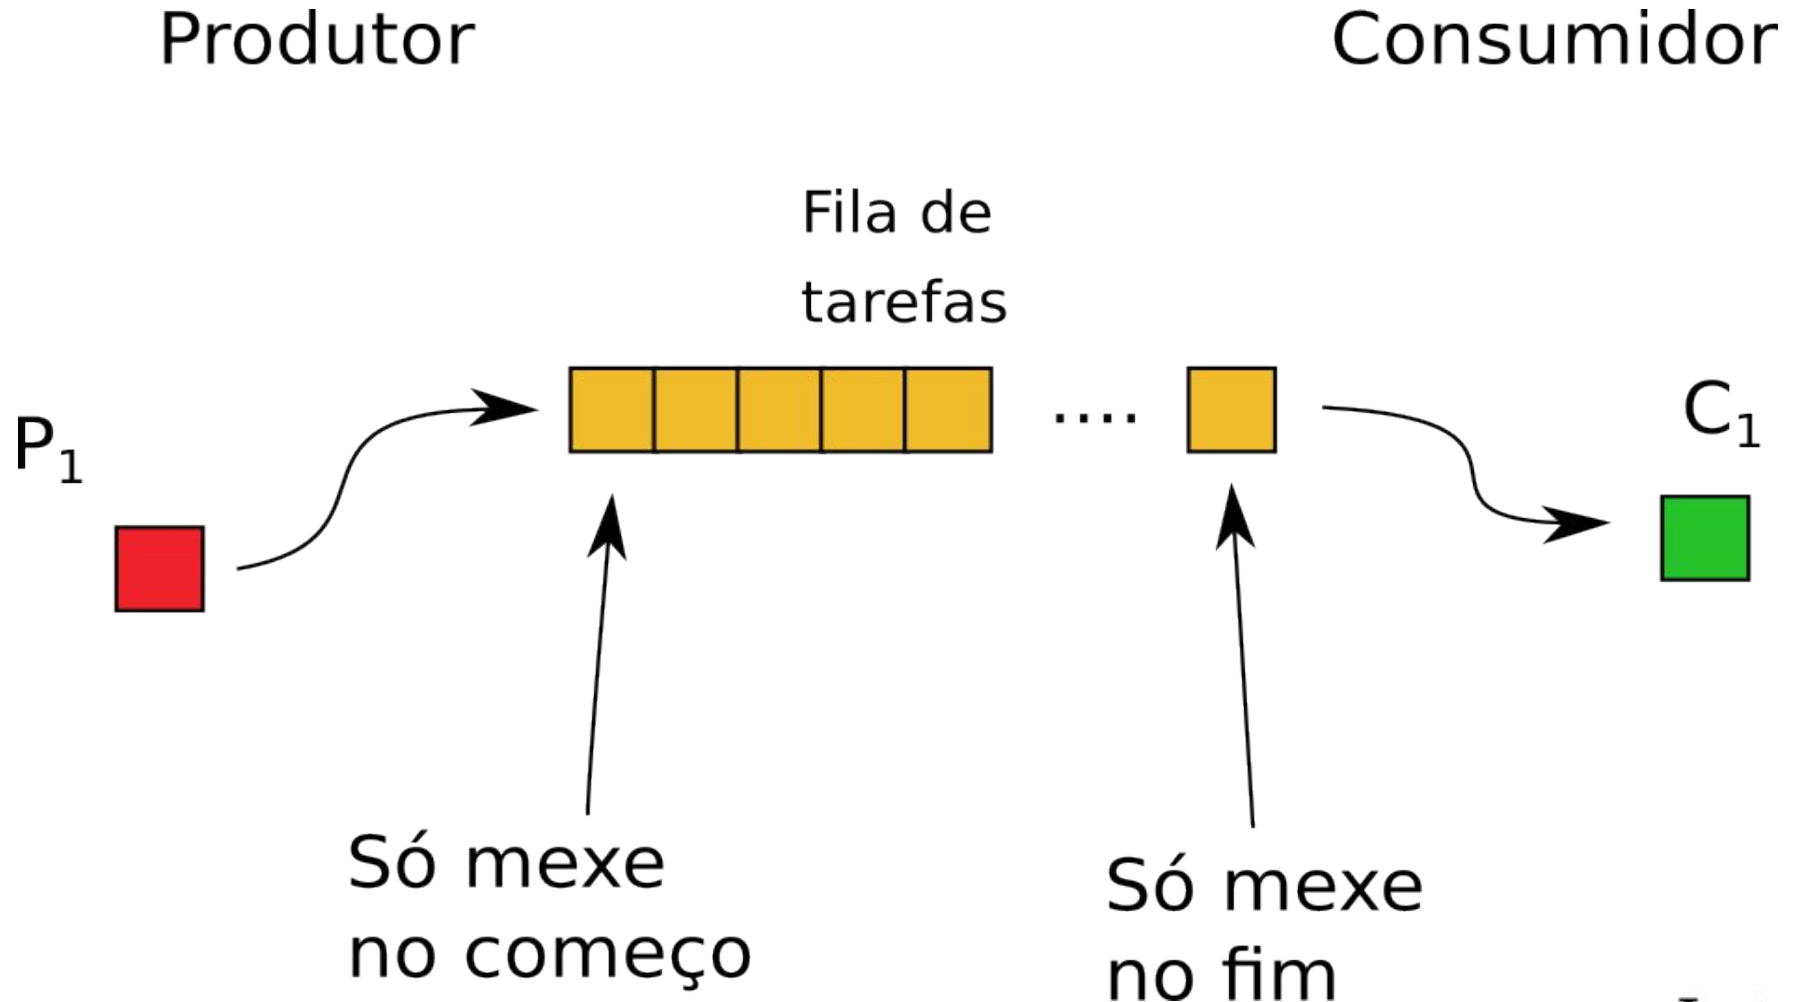 Produtor
Consumidor
Fila de
tarefas
P1
....
C1
Só mexe
no começo
Só mexe
no fim